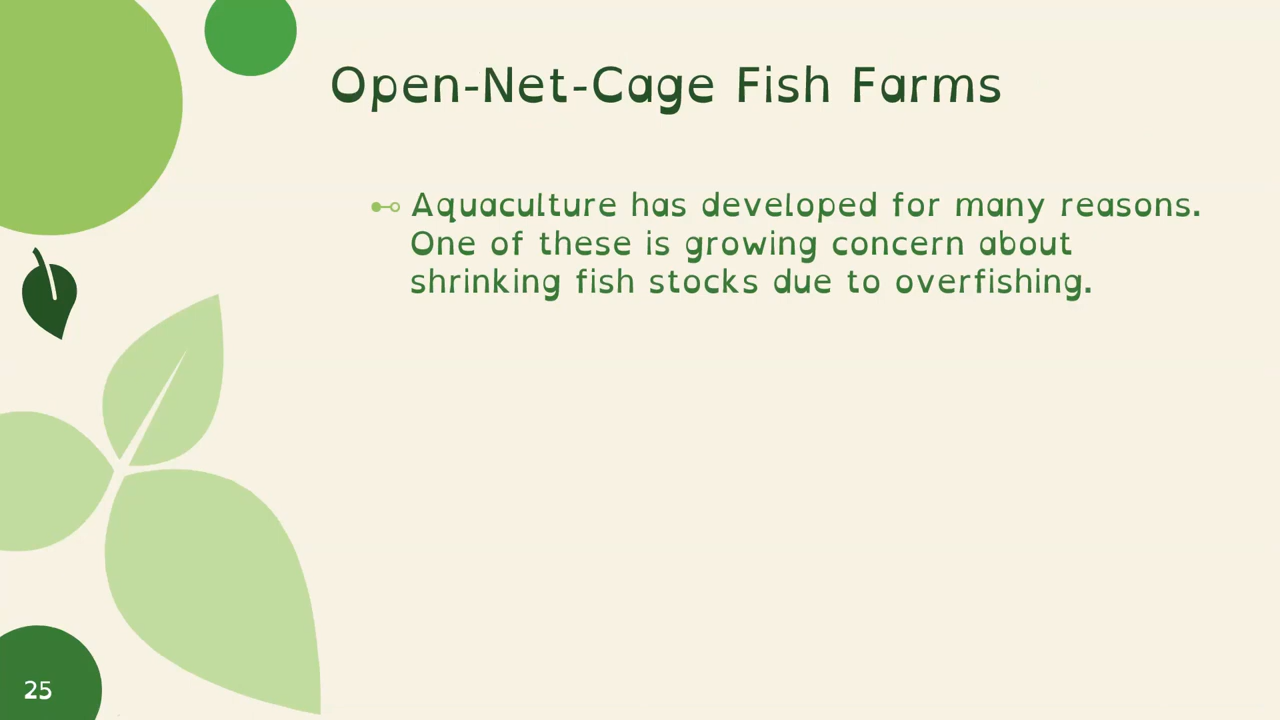 Open-Net-Cage Fish Farms
Aquaculture has developed for many reasons.
One of these is growing concern about
shrinking fish stocks due to overfishing.
25